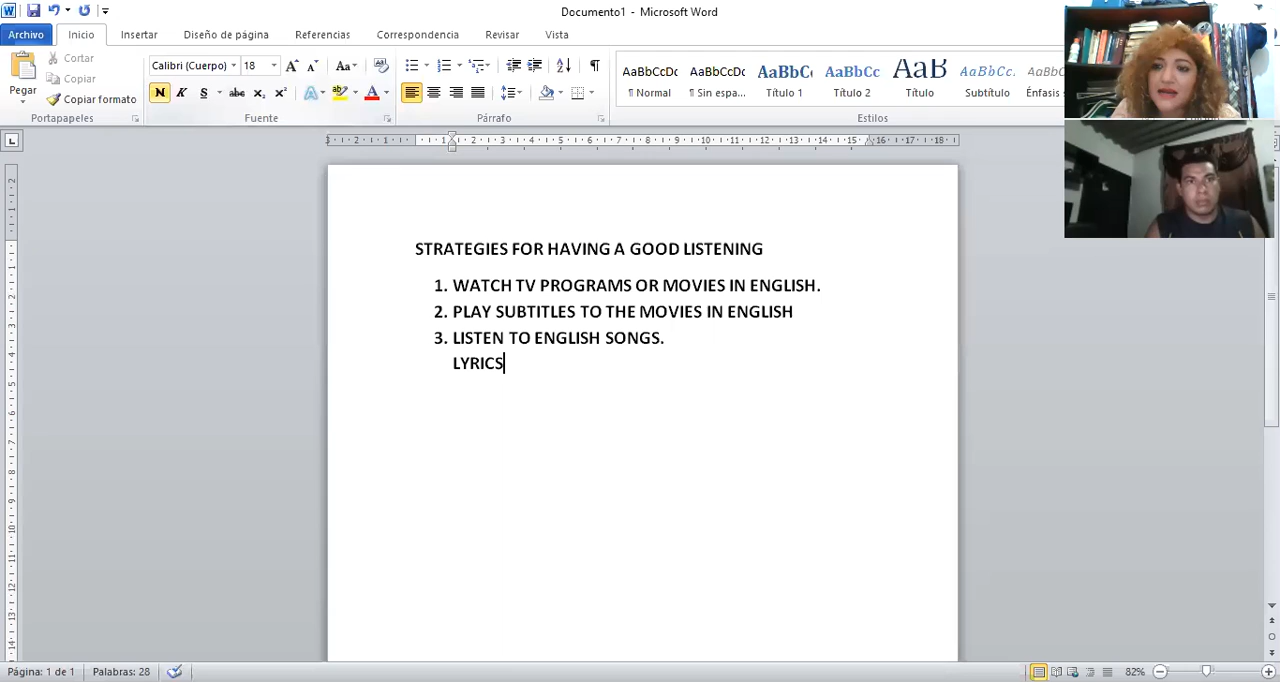 Documento1 - Microsoft Word
Archivo Inicio Insertar Diseño de página Referencias Correspondencia Revisar Vista
Pegar
Cortar
Copiar
Copiar formato
Portapapeles
Calibri (Cuerpo) 18
Fuente
Párrafo
AaBbCcDc AaBbCcDc AaBbC AaBbCc AaB AaBbCc.
¶ Normal ¶ Sin espa... Título 1 Título 2 Título Subtítulo Énfasis
Estilos
STRATEGIES FOR HAVING A GOOD LISTENING
1. WATCH TV PROGRAMS OR MOVIES IN ENGLISH.
2. PLAY SUBTITLES TO THE MOVIES IN ENGLISH
3. LISTEN TO ENGLISH SONGS.
LYRICS
Página: 1 de 1 Palabras: 28 82%